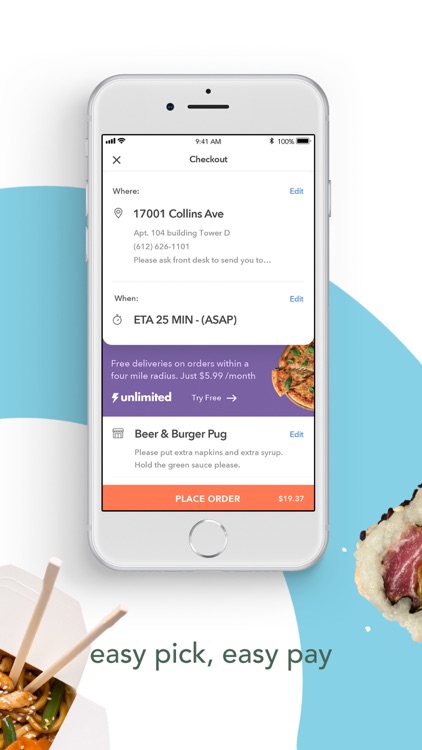 9:41 AM
100%
Checkout
Where:
Edit
17001 Collins Ave
Apt. 104 building Tower D
(612) 626-1101
Please ask front desk to send you to…
When:
Edit
ETA 25 MIN - (ASAP)
Free deliveries on orders within a
four mile radius. Just $5.99 /month
unlimited
Try Free →
Beer & Burger Pug
Edit
Please put extra napkins and extra syrup.
Hold the green sauce please.
PLACE ORDER
$19.37
easy pick, easy pay